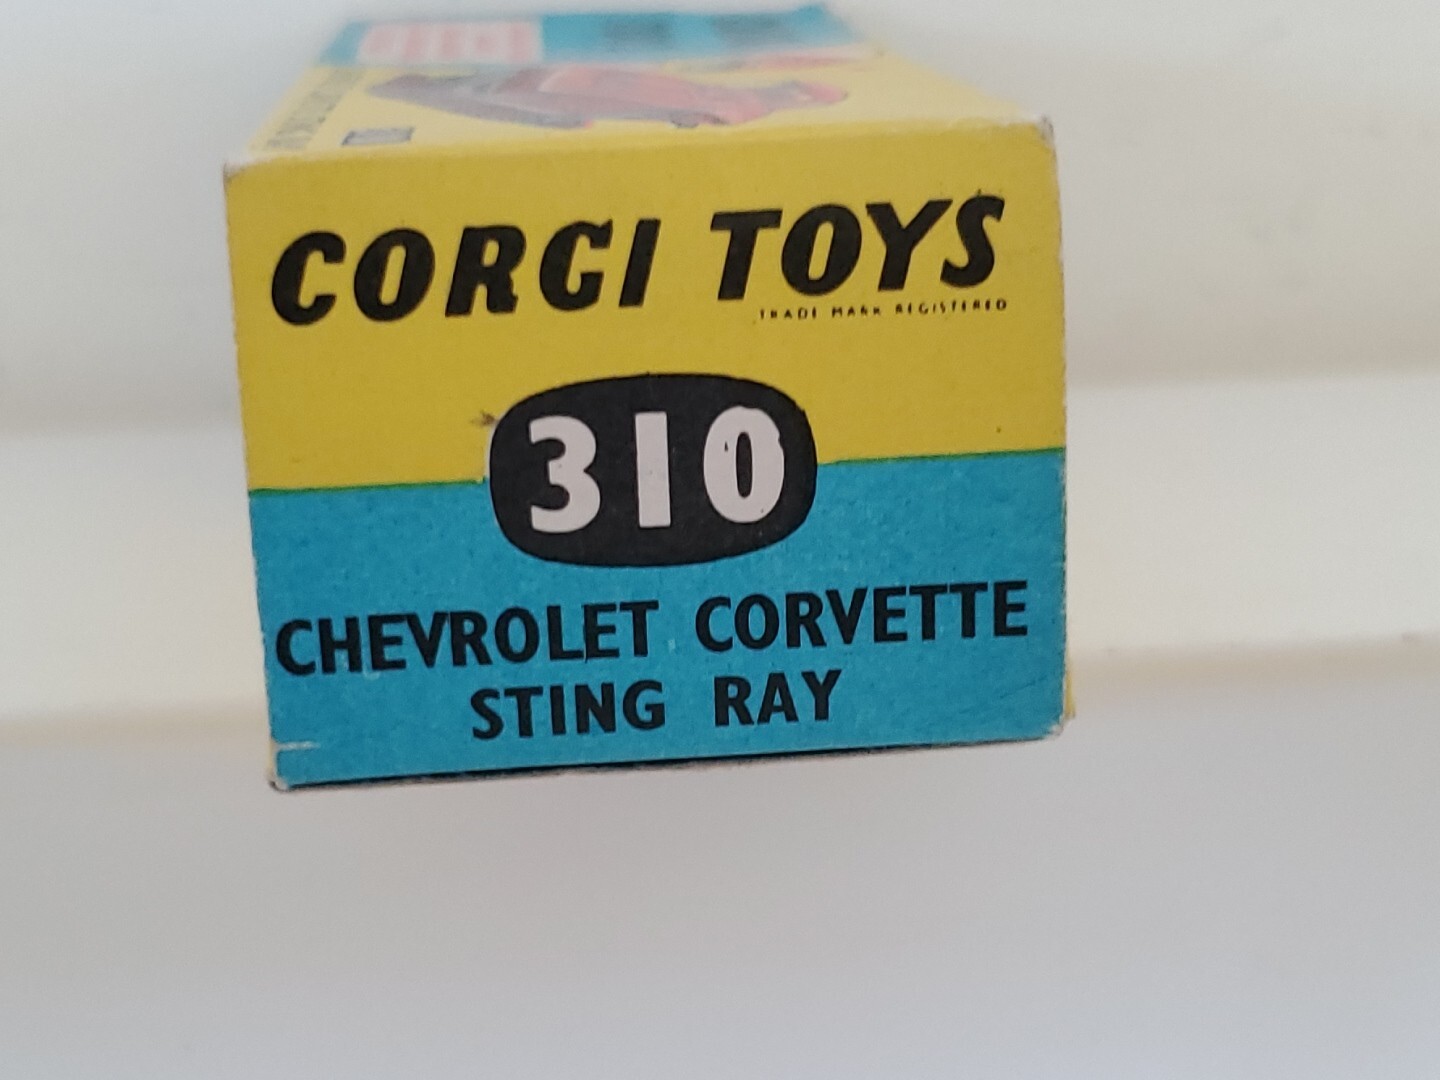 CORGI TOYS
TRADE MARK REGISTERED
310
CHEVROLET CORVETTE
STING RAY